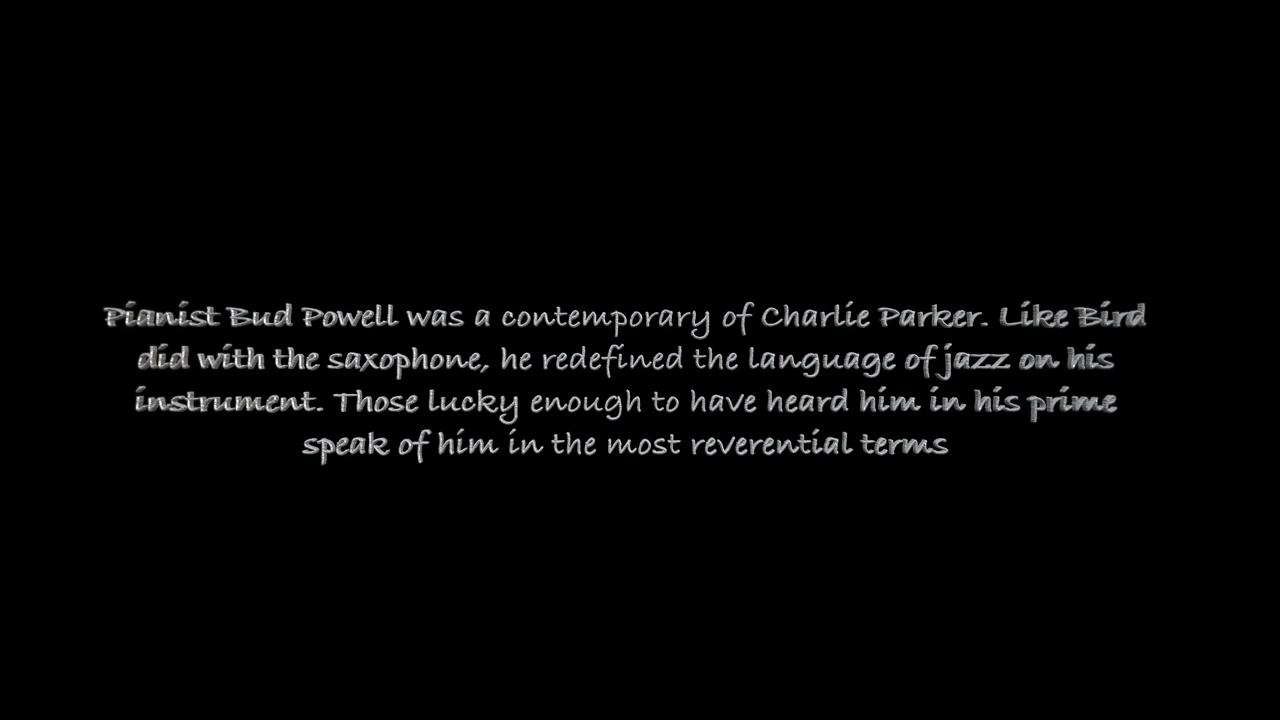 Pianist Bud Powell was a contemporary of Charlie Parker. Like Bird
did with the saxophone, he redefined the language of jazz on his
instrument. Those lucky enough to have heard him in his prime
speak of him in the most reverential terms